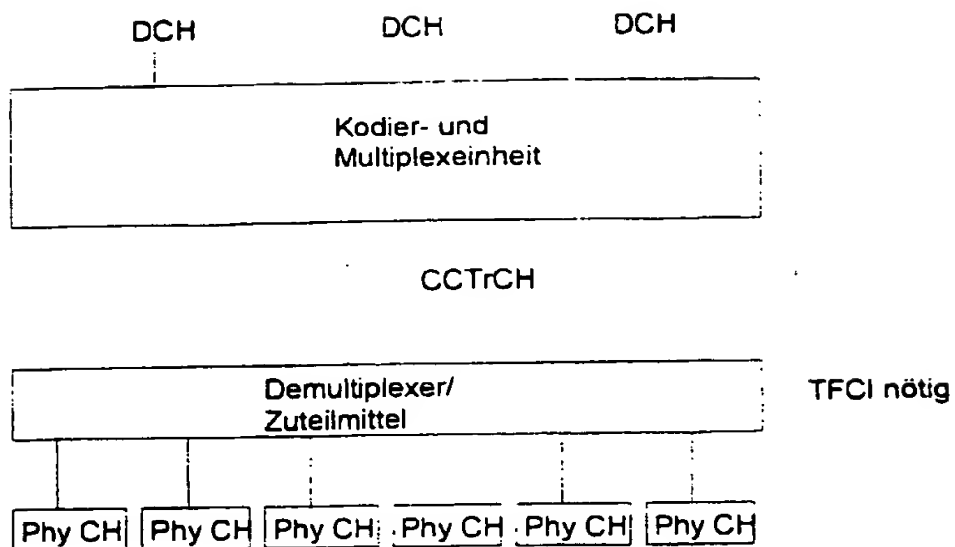 DCH DCH DCH
Kodier- und
Multiplexeinheit
CCTrCH
Demultiplexer/
Zuteilmittel
TFCI nötig
Phy CH Phy CH Phy CH Phy CH Phy CH Phy CH